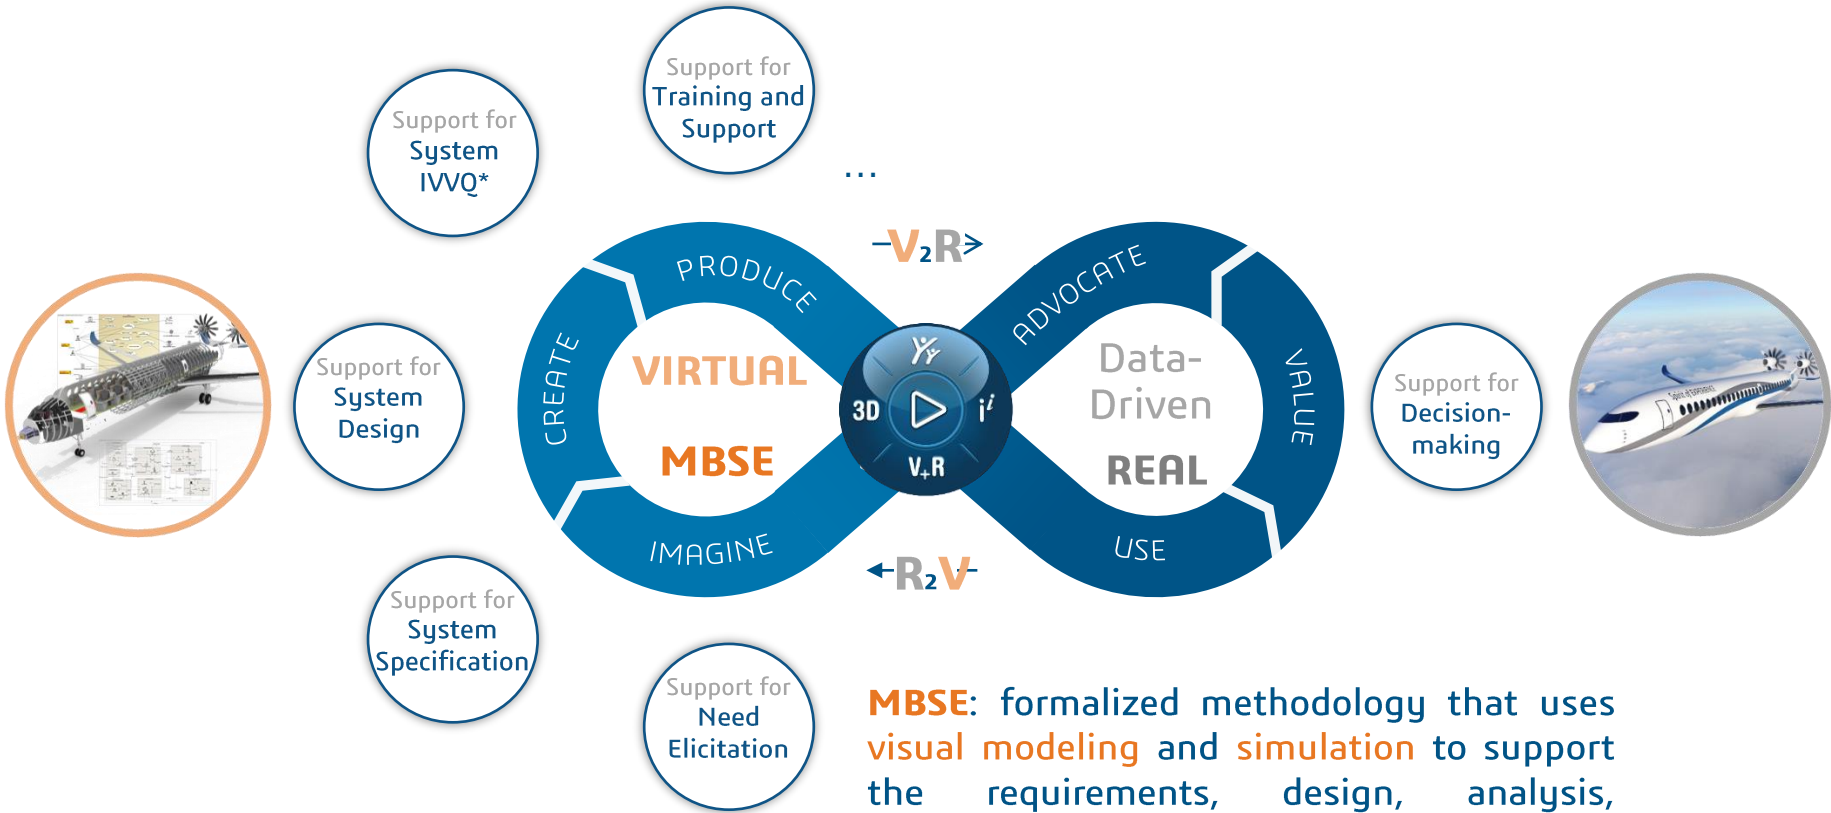 Support for
Training and
Support
Support for
System
IVVQ*
...
V2R
PRODUCE
ADVOCATE
CREATE
VALUE
VIRTUAL
MBSE
Data-
Driven
REAL
3D
i i
V+R
Support for
System
Design
Support for
Decision-
making
IMAGINE
USE
R2V
Support for
System
Specification
Support for
Need
Elicitation
MBSE: formalized methodology that uses
visual modeling and simulation to support
the requirements, design, analysis,